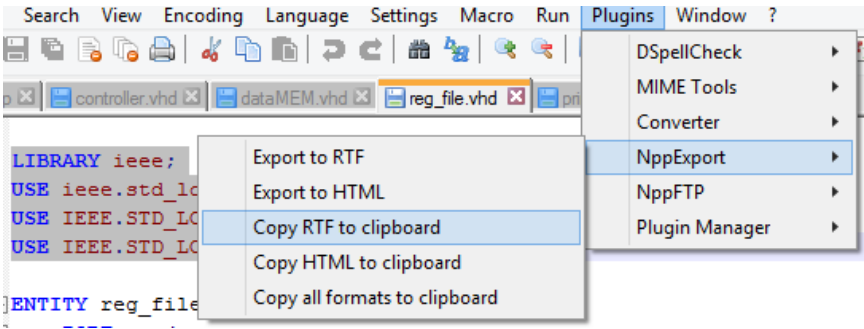 Search View Encoding Language Settings Macro Run Plugins Window ?
DSpellCheck
MIME Tools
Converter
NppExport
NppFTP
Plugin Manager
controller.vhd dataMEM.vhd reg_file.vhd pri
Export to RTF
Export to HTML
Copy RTF to clipboard
Copy HTML to clipboard
Copy all formats to clipboard
LIBRARY ieee;
USE ieee.std_lo
USE IEEE.STD_LO
USE IEEE.STD_LO
ENTITY reg_file